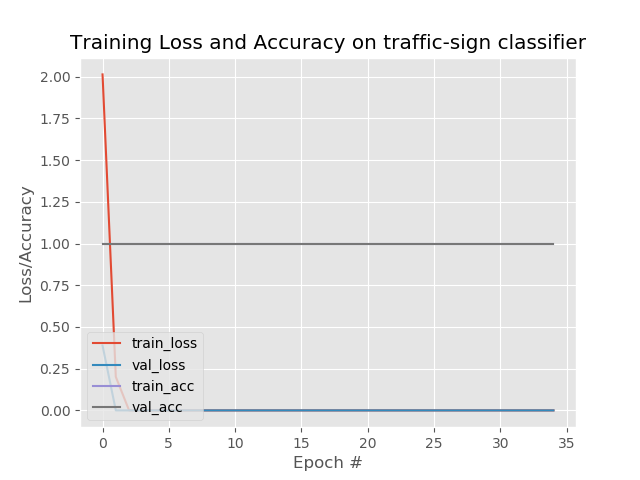 Training Loss and Accuracy on traffic-sign classifier
2.00
1.75
1.50
1.25
1.00
0.75
0.50
0.25
0.00
Loss/Accuracy
train_loss
val_loss
train_acc
val_acc
0 5 10 15 20 25 30 35
Epoch #